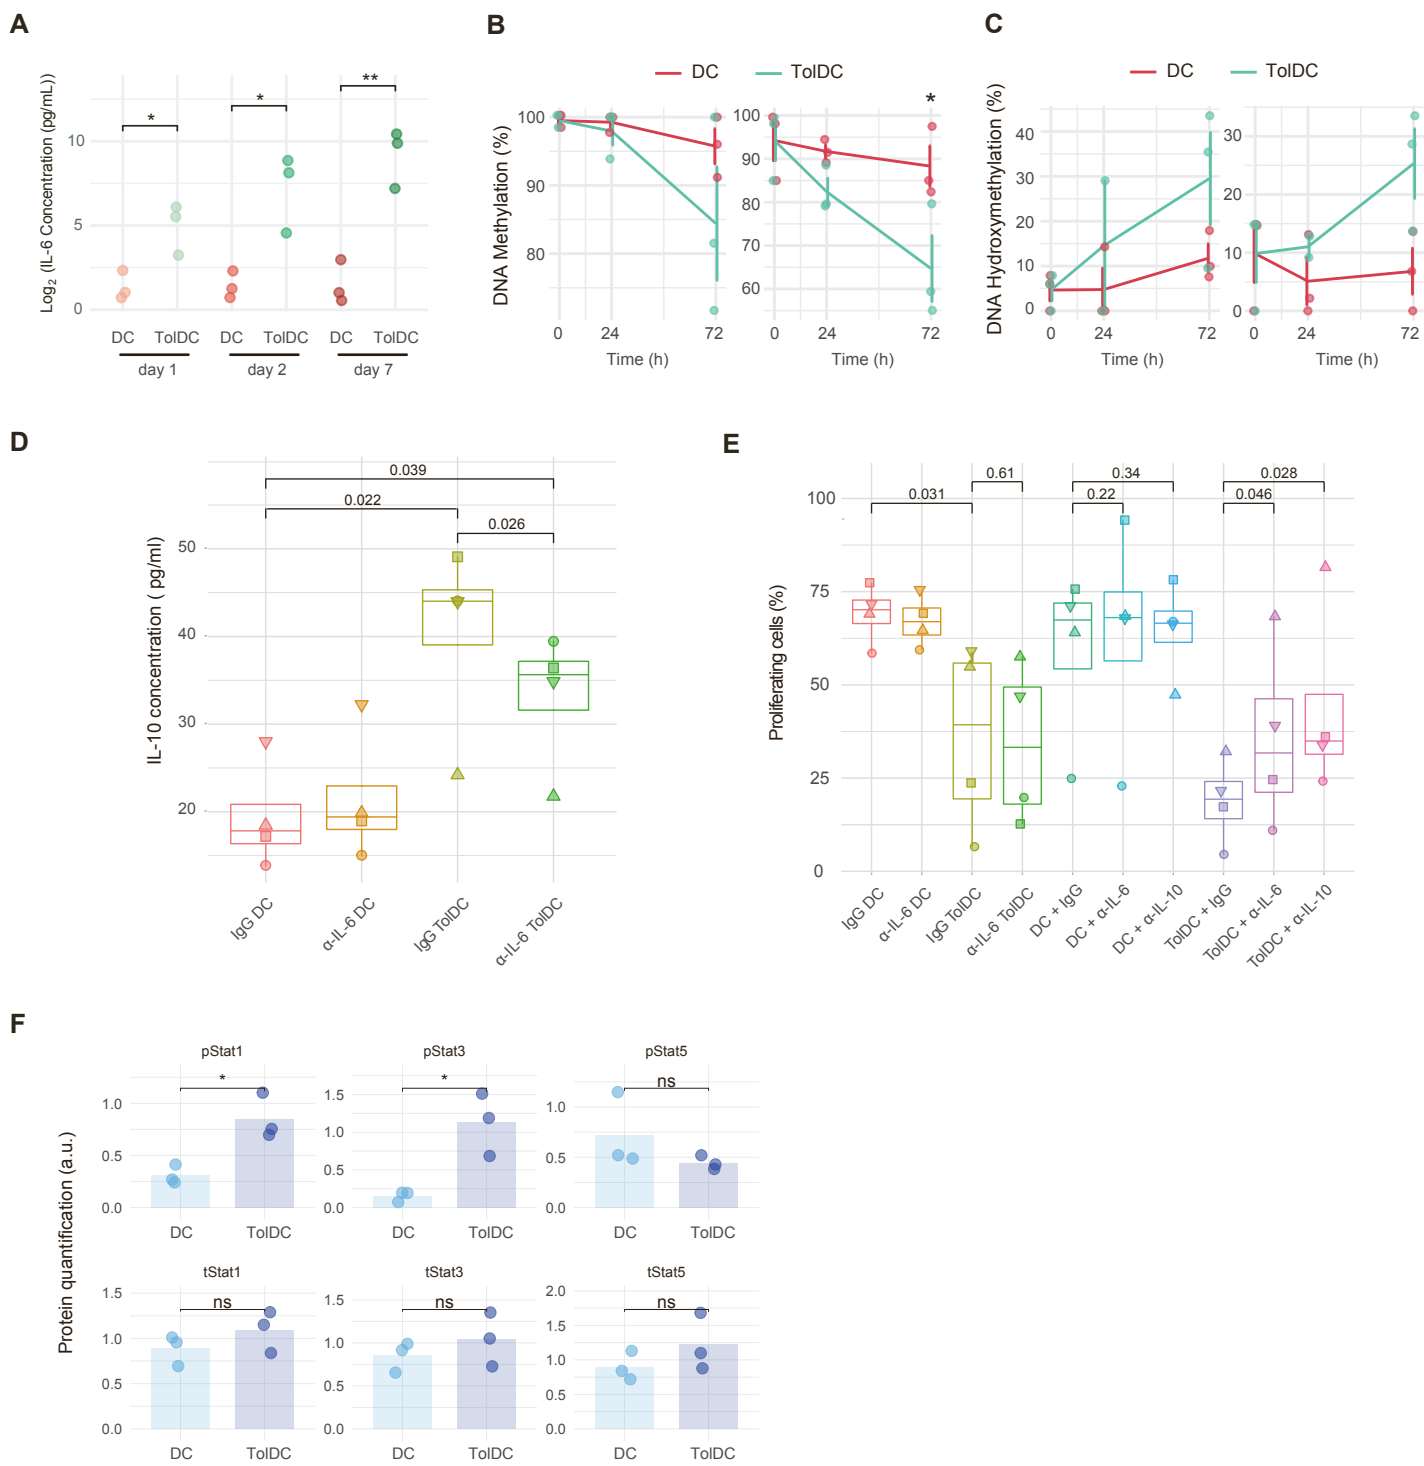 A
Log2 (IL-6 Concentration (pg/mL))
10
5
0
*
*
**
DC TolDC DC TolDC DC TolDC
day 1 day 2 day 7
B
DC TolDC
DNA Methylation (%)
100
90
80
0 24 72
Time (h)
*
100
90
80
70
60
0 24 72
Time (h)
C
DC TolDC
DNA Hydroxymethylation (%)
40
30
20
10
0
0 24 72
Time (h)
30
20
10
0
0 24 72
Time (h)
D
IL-10 concentration ( pg/ml)
0.039
0.022
0.026
50
40
30
20
IgG DC
α-IL-6 DC
IgG TolDC
α-IL-6 TolDC
E
Proliferating cells (%)
0.61 0.34 0.028
0.031 0.22 0.046
100
75
50
25
0
IgG DC
α-IL-6 DC
IgG TolDC
α-IL-6 TolDC
DC + IgG
DC + α-IL-6
DC + α-IL-10
TolDC + IgG
TolDC + α-IL-6
TolDC + α-IL-10
F
Protein quantification (a.u.)
pStat1
*
1.0
0.5
0.0
DC TolDC
pStat3
*
1.5
1.0
0.5
0.0
DC TolDC
pStat5
ns
1.0
0.5
0.0
DC TolDC
tStat1
ns
1.5
1.0
0.5
0.0
DC TolDC
tStat3
ns
1.5
1.0
0.5
0.0
DC TolDC
tStat5
ns
2.0
1.5
1.0
0.5
0.0
DC TolDC